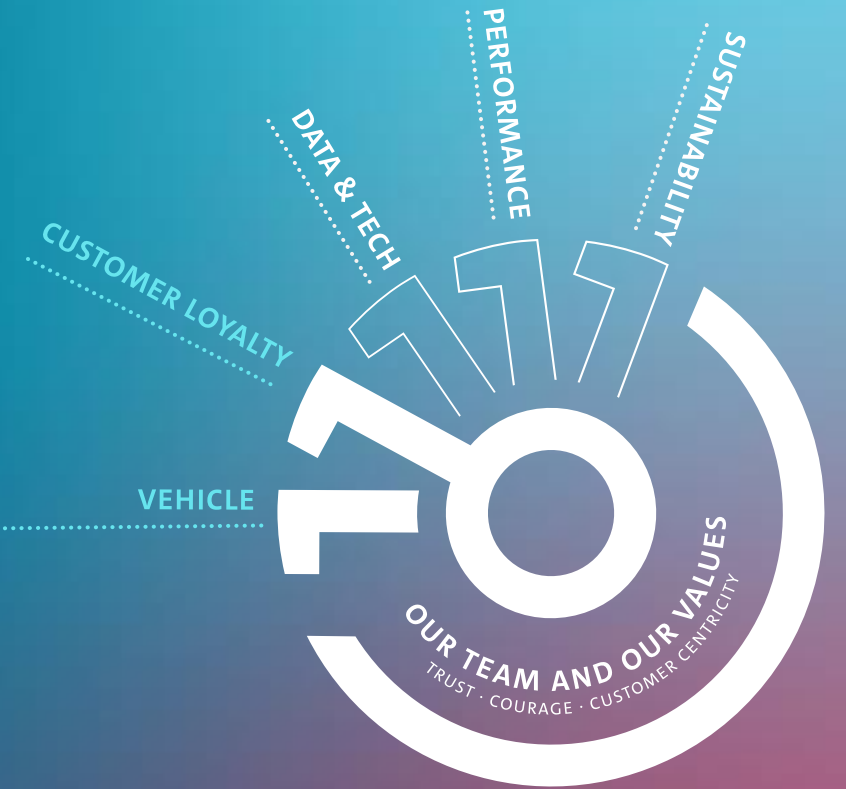 VEHICLE
CUSTOMER LOYALTY
DATA & TECH
PERFORMANCE
SUSTAINABILITY
OUR TEAM AND OUR VALUES
TRUST · COURAGE · CUSTOMER CENTRICITY